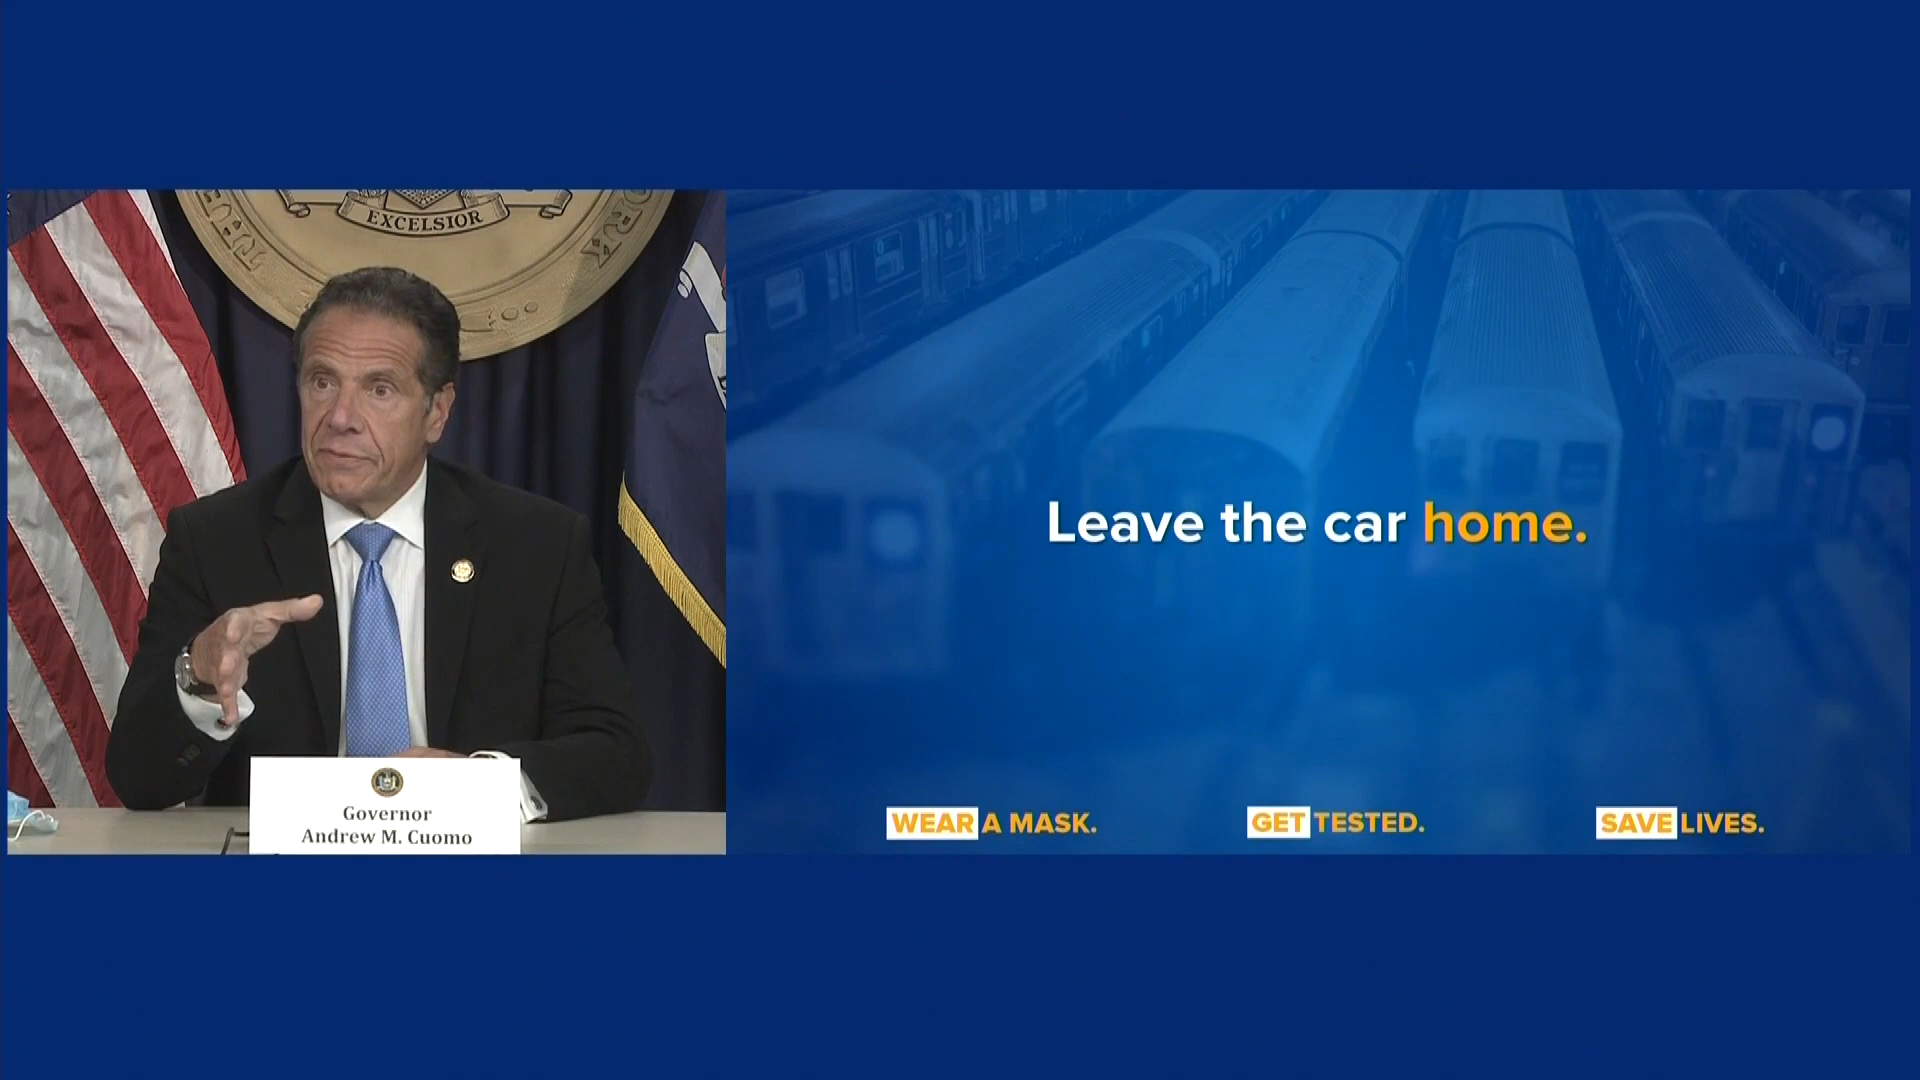 EXCELSIOR
Governor
Andrew M. Cuomo
Leave the car home.
WEAR A MASK.
GET TESTED.
SAVE LIVES.